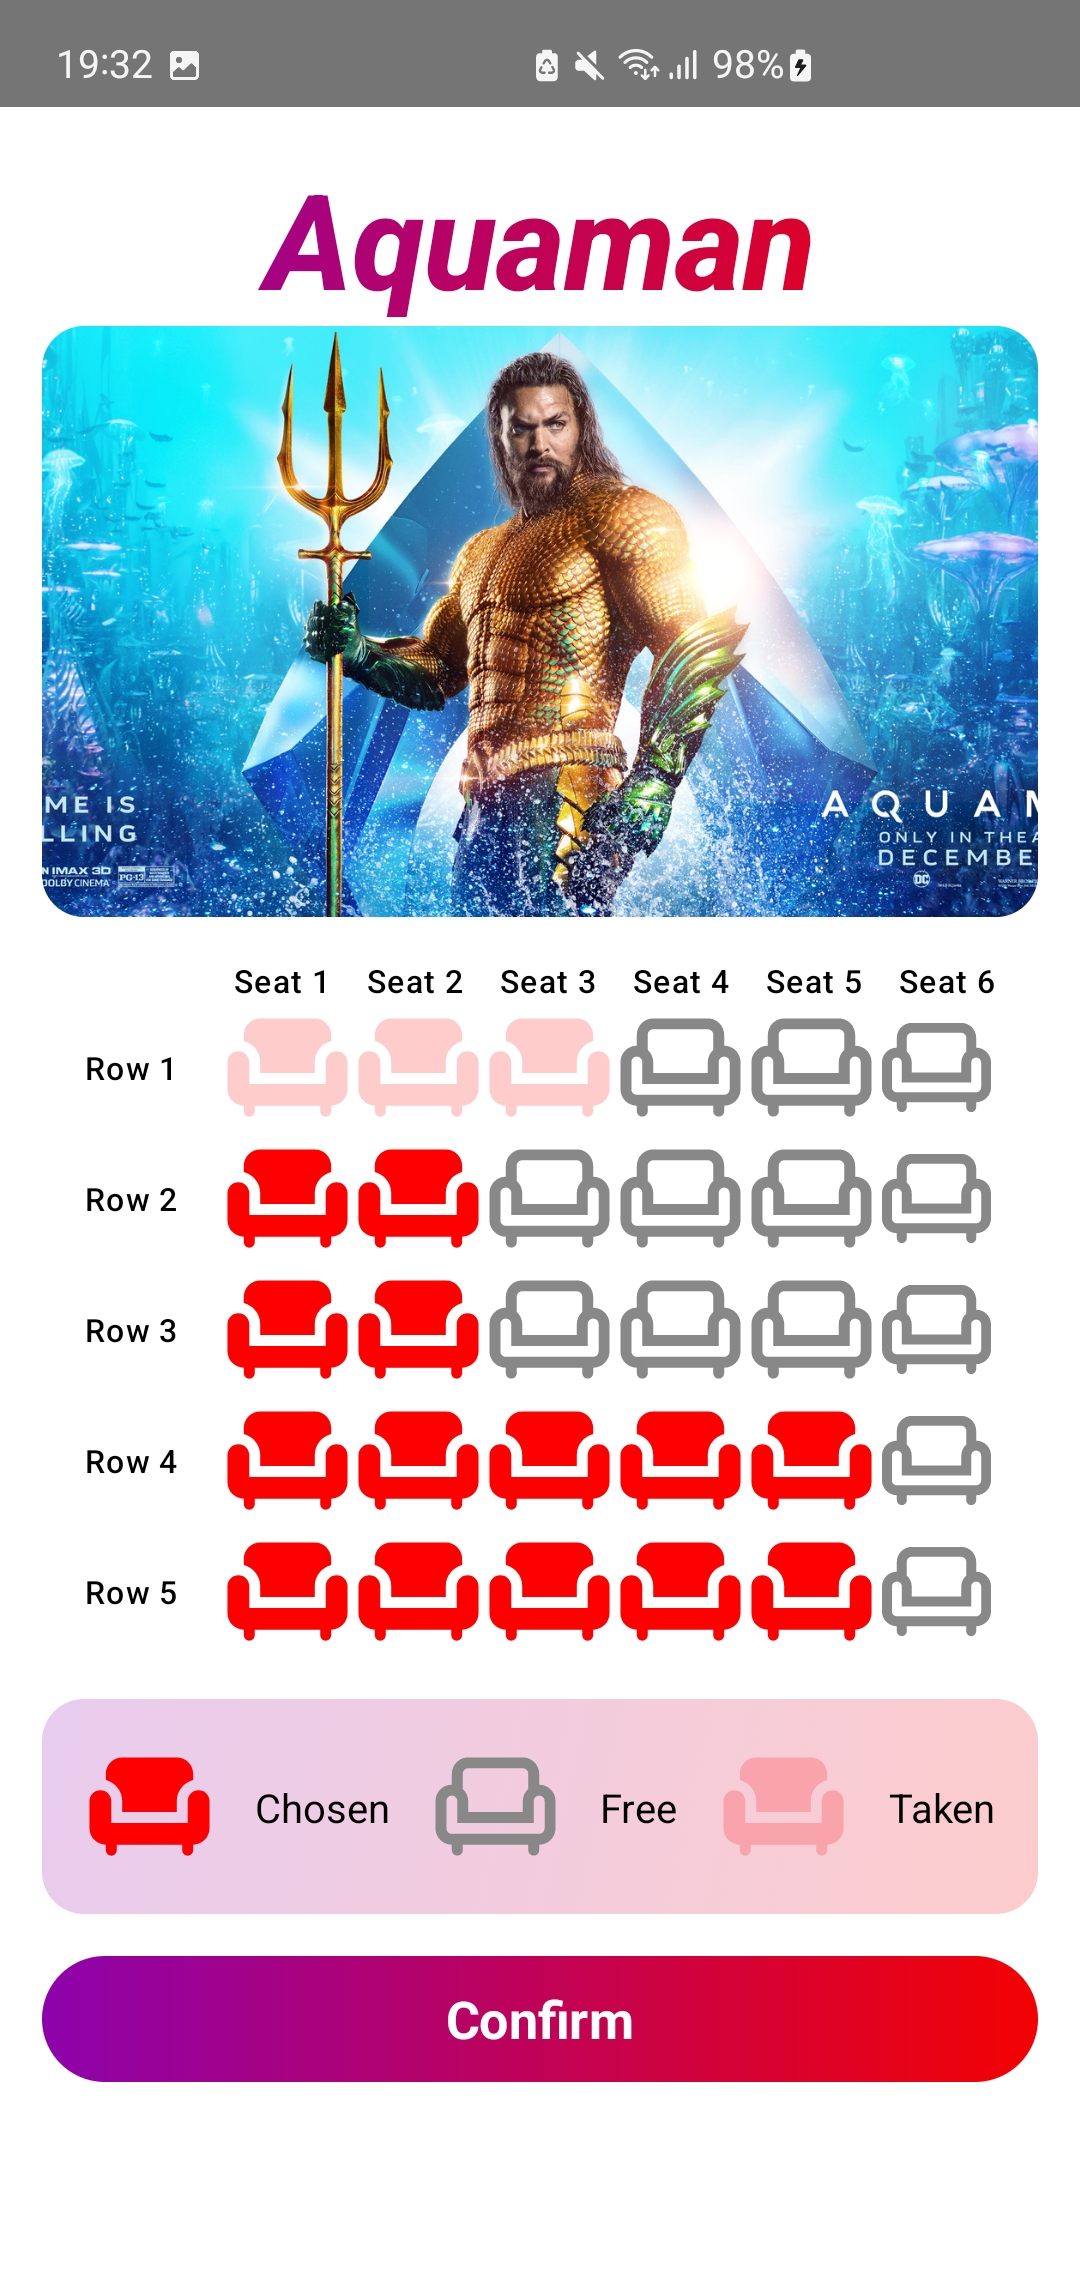 19:32 98%
Aquaman
ME IS
LLING
N IMAX 3D
DOLBY CINEMA PG-13
AQUAM
ONLY IN THEA
DECEMBE
DC
Seat 1 Seat 2 Seat 3 Seat 4 Seat 5 Seat 6
Row 1
Row 2
Row 3
Row 4
Row 5
Chosen Free Taken
Confirm